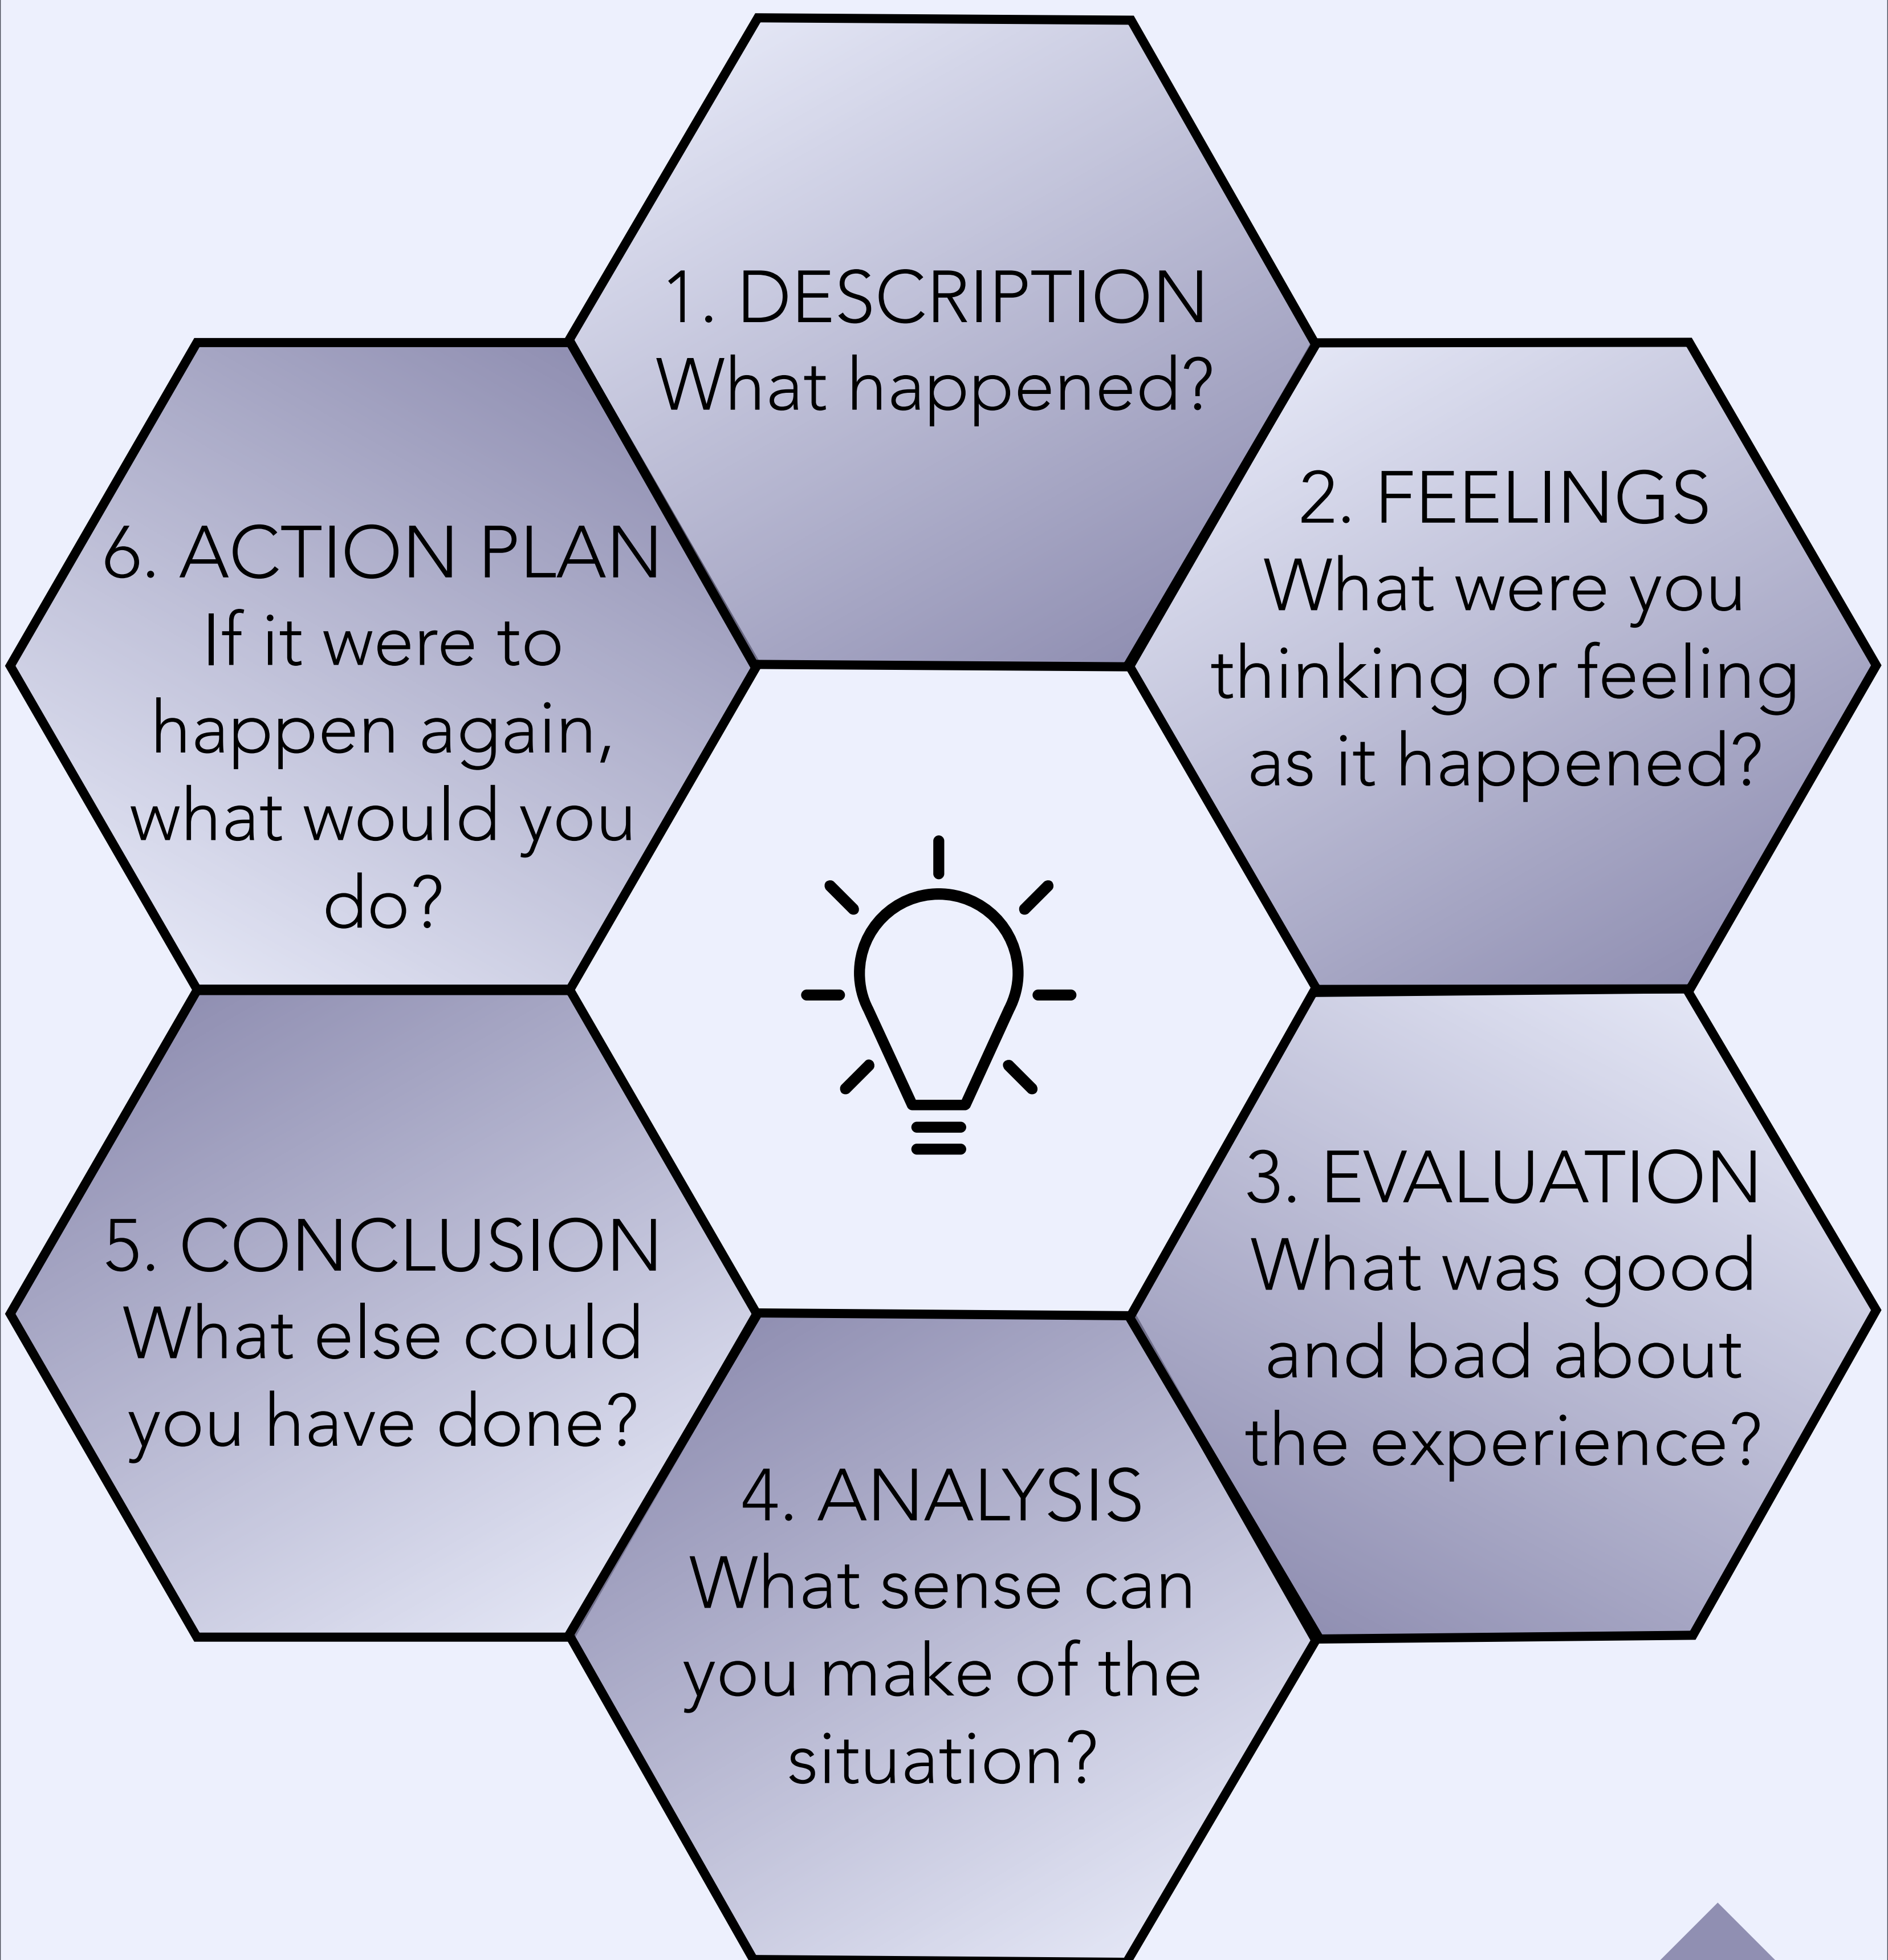 1. DESCRIPTION
What happened?
2. FEELINGS
What were you
thinking or feeling
as it happened?
3. EVALUATION
What was good
and bad about
the experience?
4. ANALYSIS
What sense can
you make of the
situation?
5. CONCLUSION
What else could
you have done?
6. ACTION PLAN
If it were to
happen again,
what would you
do?